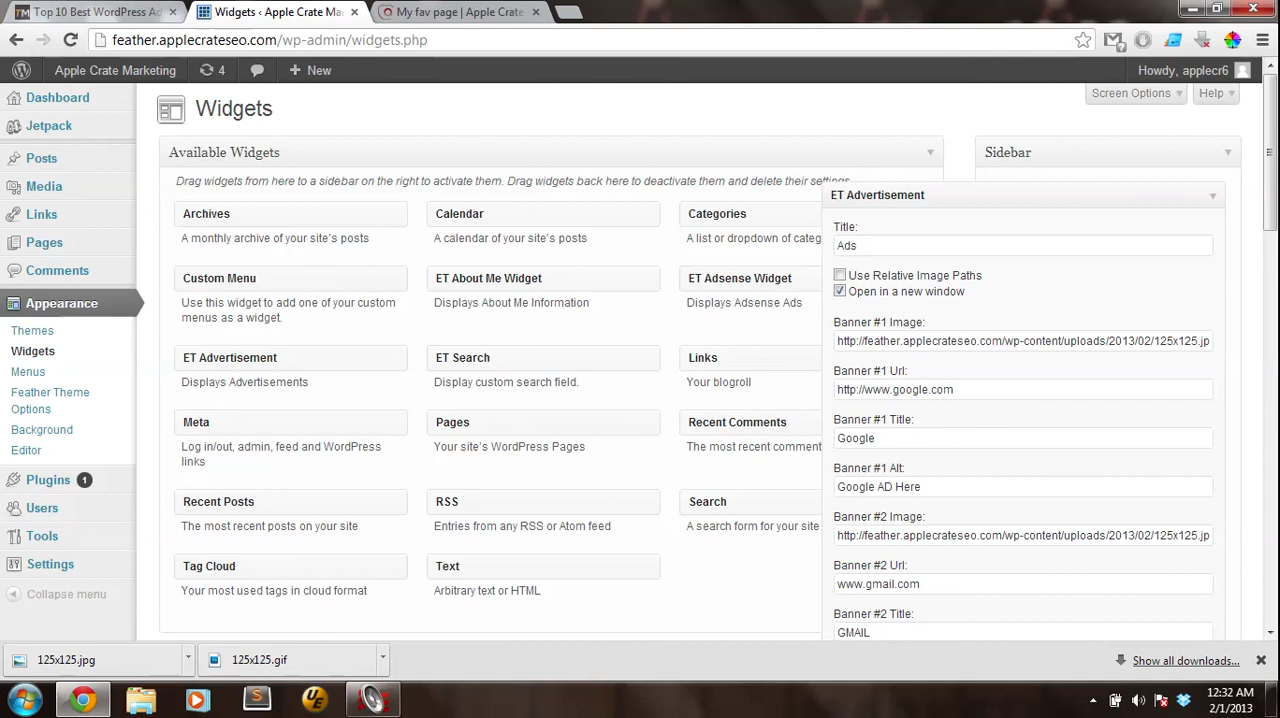 Top 10 Best WordPress Ad
Widgets ‹ Apple Crate Ma
My fav page | Apple Crate
feather.applecrateseo.com/wp-admin/widgets.php
Apple Crate Marketing
4
New
Howdy, applecr6
Dashboard
Jetpack
Posts
Media
Links
Pages
Comments
Appearance
Themes
Widgets
Menus
Feather Theme
Options
Background
Editor
Plugins 1
Users
Tools
Settings
Collapse menu
Widgets
Screen Options
Help
Available Widgets
Drag widgets from here to a sidebar on the right to activate them. Drag widgets back here to deactivate them and delete their settings.
Archives
A monthly archive of your site's posts
Calendar
A calendar of your site's posts
Categories
A list or dropdown of categ
Custom Menu
Use this widget to add one of your custom
menus as a widget.
ET About Me Widget
Displays About Me Information
ET Adsense Widget
Displays Adsense Ads
ET Advertisement
Displays Advertisements
ET Search
Display custom search field.
Links
Your blogroll
Meta
Log in/out, admin, feed and WordPress
links
Pages
Your site's WordPress Pages
Recent Comments
The most recent comment
Recent Posts
The most recent posts on your site
RSS
Entries from any RSS or Atom feed
Search
A search form for your site
Tag Cloud
Your most used tags in cloud format
Text
Arbitrary text or HTML
Sidebar
ET Advertisement
Title:
Ads
Use Relative Image Paths
Open in a new window
Banner #1 Image:
http://feather.applecrateseo.com/wp-content/uploads/2013/02/125x125.jp
Banner #1 Url:
http://www.google.com
Banner #1 Title:
Google
Banner #1 Alt:
Google AD Here
Banner #2 Image:
http://feather.applecrateseo.com/wp-content/uploads/2013/02/125x125.jp
Banner #2 Url:
www.gmail.com
Banner #2 Title:
GMAIL
125x125.jpg
125x125.gif
Show all downloads...
12:32 AM
2/1/2013